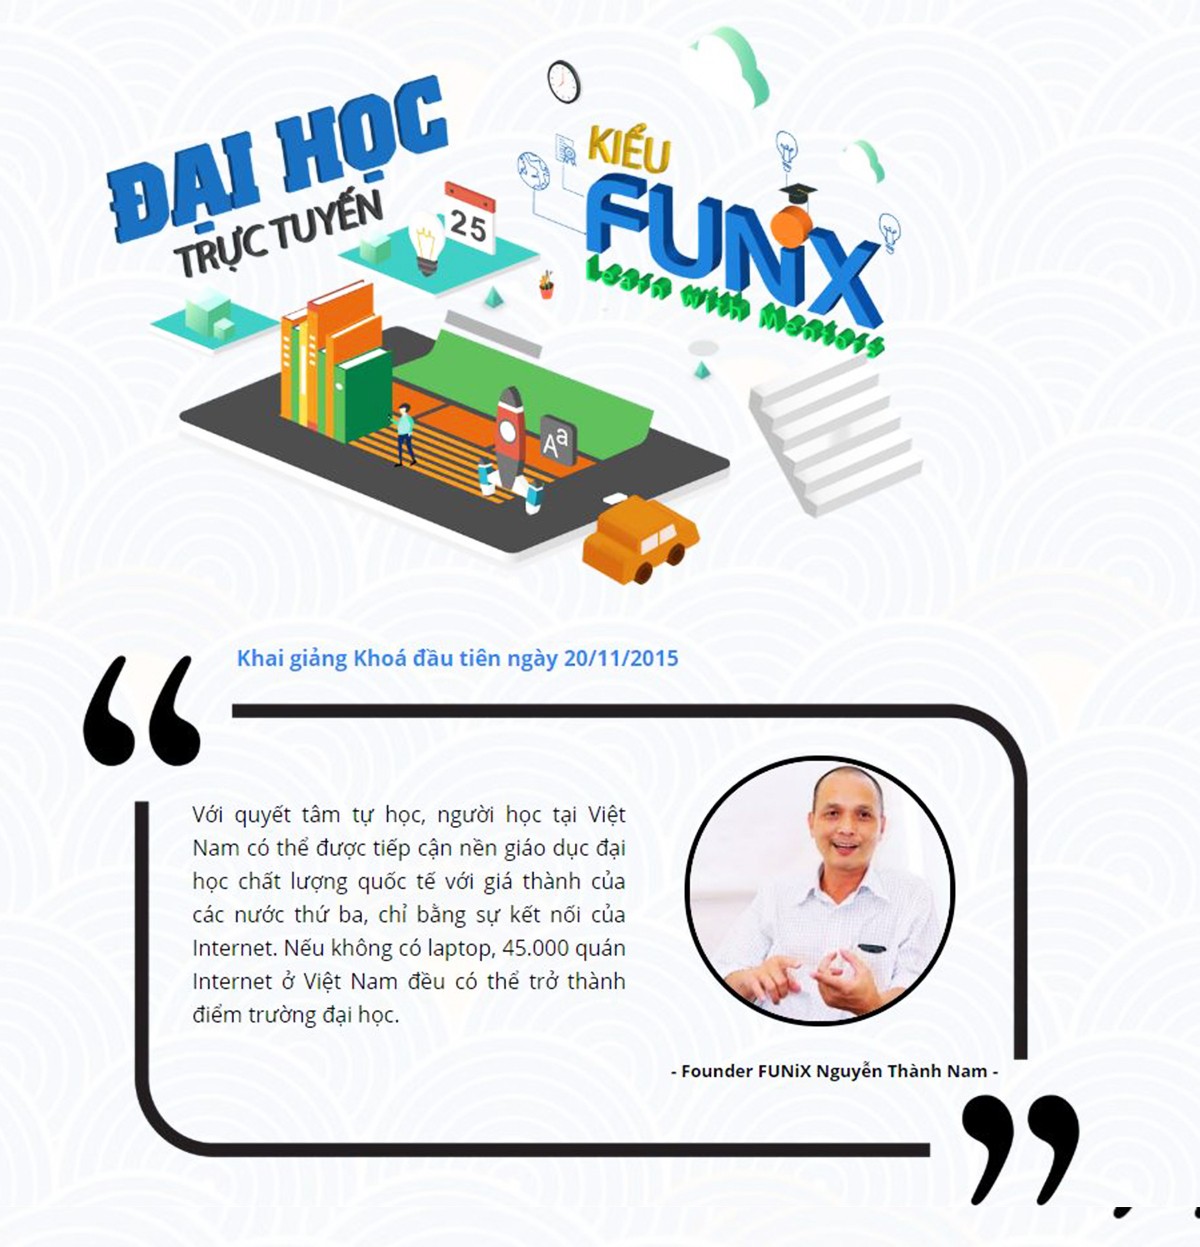 ĐẠI HỌC
TRỰC TUYẾN
25
KIỂU
FUNiX
Learn with Mentors
Aa
Khai giảng Khoá đầu tiên ngày 20/11/2015
Với quyết tâm tự học, người học tại Việt
Nam có thể được tiếp cận nền giáo dục đại
học chất lượng quốc tế với giá thành của
các nước thứ ba, chỉ bằng sự kết nối của
Internet. Nếu không có laptop, 45.000 quán
Internet ở Việt Nam đều có thể trở thành
điểm trường đại học.
- Founder FUNiX Nguyễn Thành Nam -